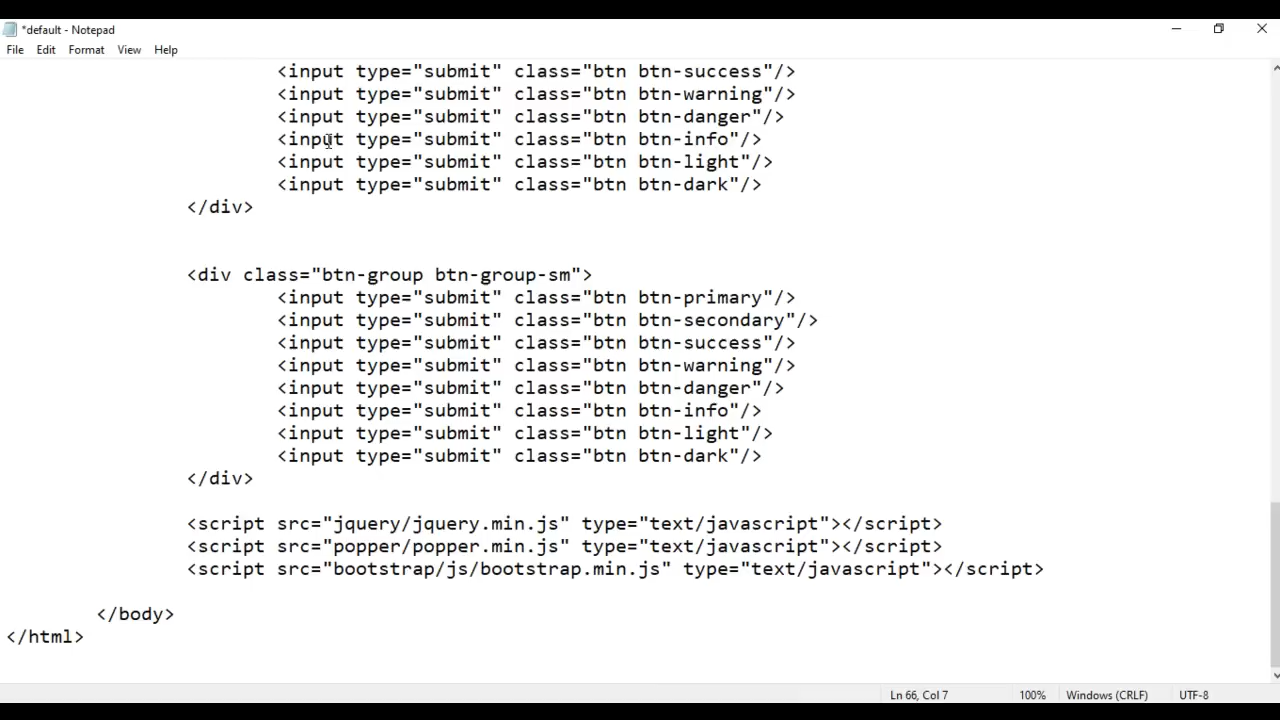 *default - Notepad
File Edit Format View Help
<input type="submit" class="btn btn-success"/>
<input type="submit" class="btn btn-warning"/>
<input type="submit" class="btn btn-danger"/>
<input type="submit" class="btn btn-info"/>
<input type="submit" class="btn btn-light"/>
<input type="submit" class="btn btn-dark"/>
</div>
<div class="btn-group btn-group-sm">
<input type="submit" class="btn btn-primary"/>
<input type="submit" class="btn btn-secondary"/>
<input type="submit" class="btn btn-success"/>
<input type="submit" class="btn btn-warning"/>
<input type="submit" class="btn btn-danger"/>
<input type="submit" class="btn btn-info"/>
<input type="submit" class="btn btn-light"/>
<input type="submit" class="btn btn-dark"/>
</div>
<script src="jquery/jquery.min.js" type="text/javascript"></script>
<script src="popper/popper.min.js" type="text/javascript"></script>
<script src="bootstrap/js/bootstrap.min.js" type="text/javascript"></script>
</body>
</html>
Ln 66, Col 7 100% Windows (CRLF) UTF-8